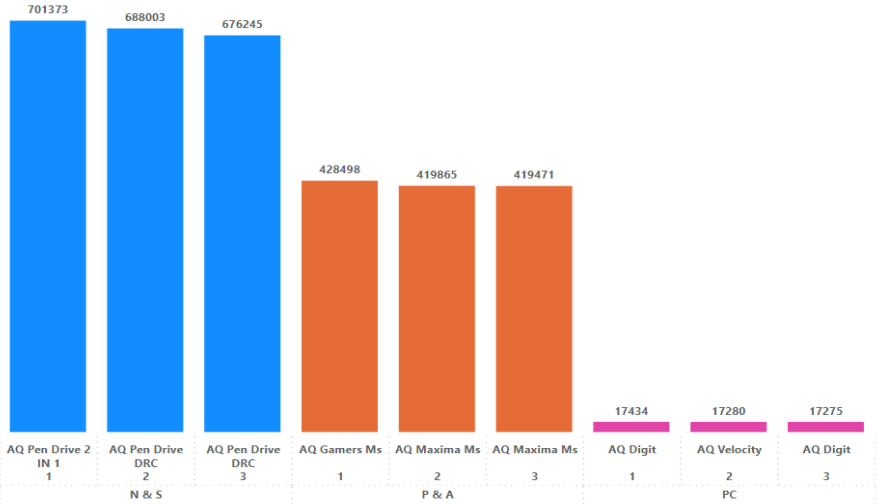 701373
688003
676245
428498
419865
419471
17434
17280
17275
AQ Pen Drive 2
IN 1
AQ Pen Drive
DRC
AQ Pen Drive
DRC
AQ Gamers Ms
AQ Maxima Ms
AQ Maxima Ms
AQ Digit
AQ Velocity
AQ Digit
1
2
3
1
2
3
1
2
3
N & S
P & A
PC